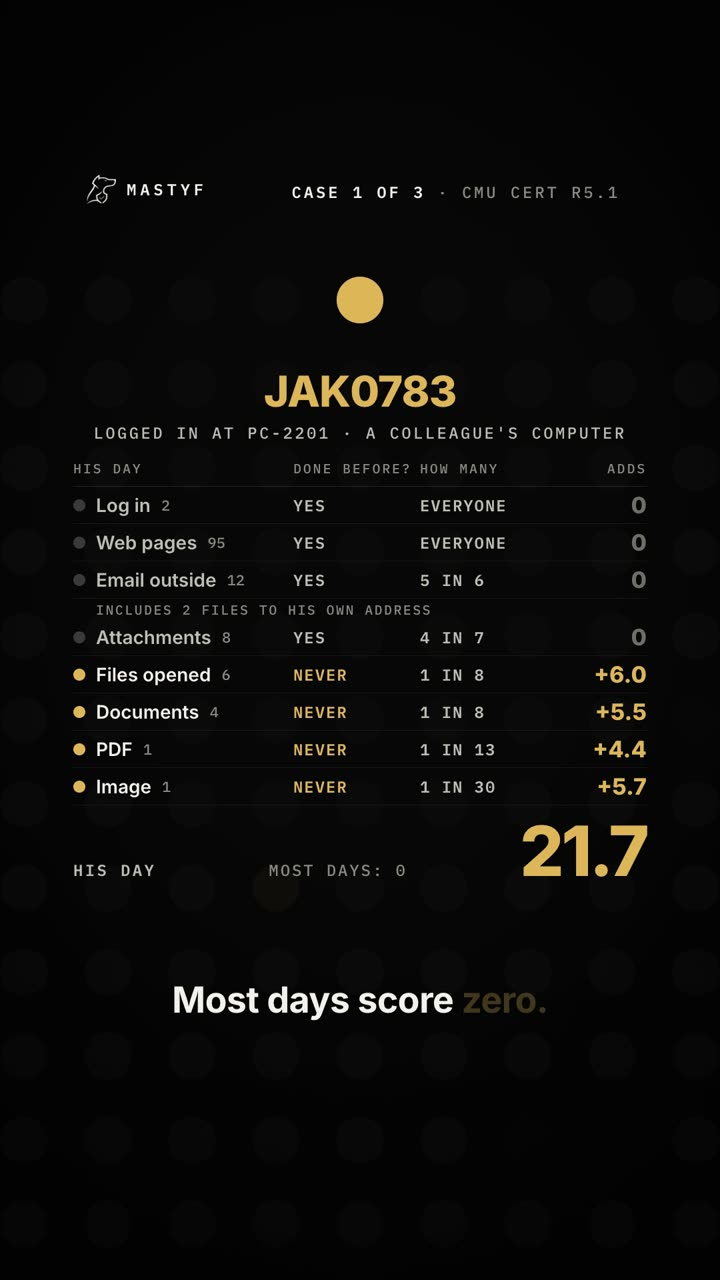 MASTYF
CASE 1 OF 3 · CMU CERT R5.1
JAK0783
LOGGED IN AT PC-2201 · A COLLEAGUE'S COMPUTER
HIS DAY DONE BEFORE? HOW MANY ADDS
Log in 2 YES EVERYONE 0
Web pages 95 YES EVERYONE 0
Email outside 12 YES 5 IN 6 0
INCLUDES 2 FILES TO HIS OWN ADDRESS
Attachments 8 YES 4 IN 7 0
Files opened 6 NEVER 1 IN 8 +6.0
Documents 4 NEVER 1 IN 8 +5.5
PDF 1 NEVER 1 IN 13 +4.4
Image 1 NEVER 1 IN 30 +5.7
HIS DAY MOST DAYS: 0 21.7
Most days score zero.